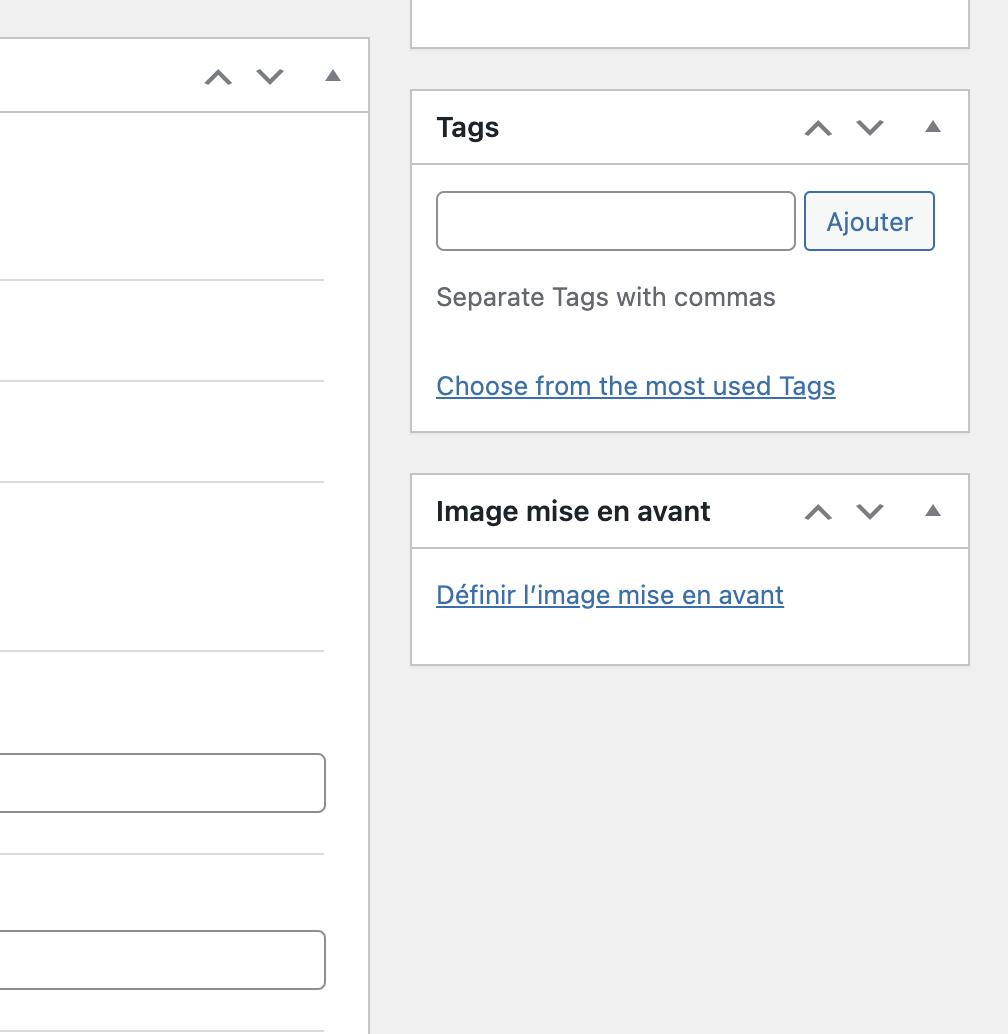 Tags
Ajouter
Separate Tags with commas
Choose from the most used Tags
Image mise en avant
Définir l’image mise en avant